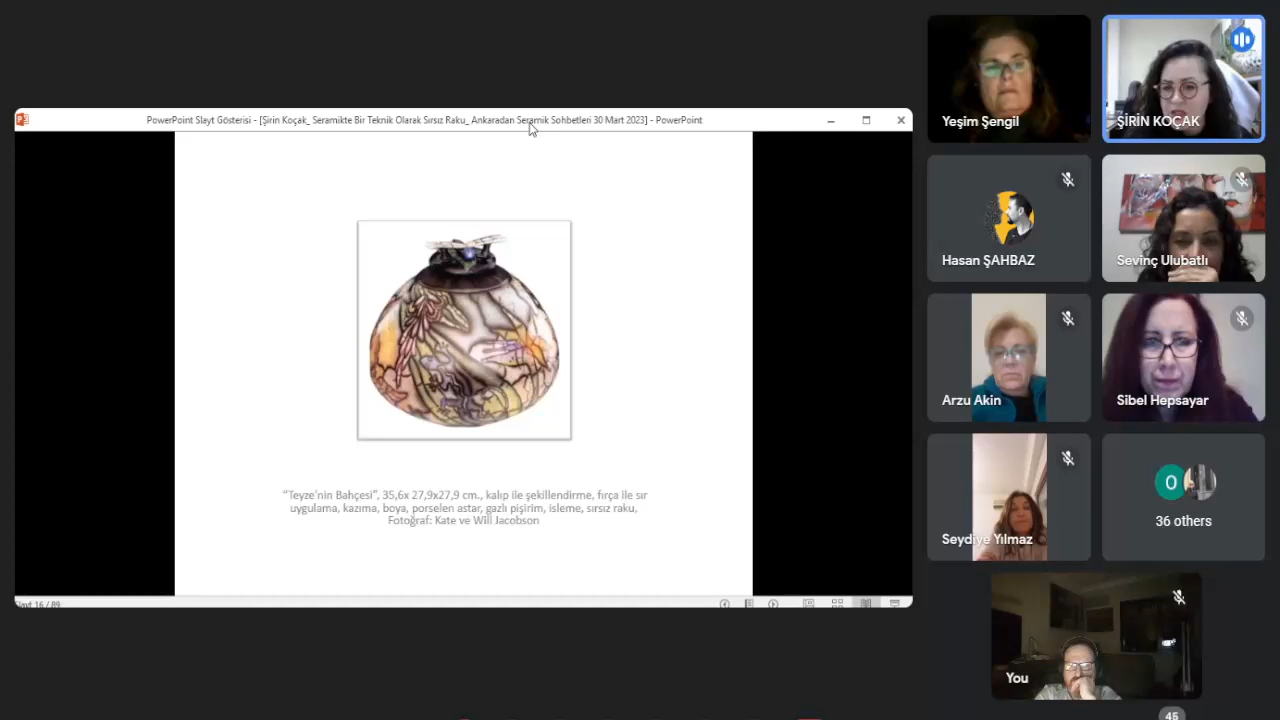 PowerPoint Slayt Gösterisi - [Şirin Koçak_ Seramikte Bir Teknik Olarak Sırsız Raku_ Ankaradan Seramik Sohbetleri 30 Mart 2023] - PowerPoint
"Teyze'nin Bahçesi", 35,6x 27,9x27,9 cm., kalıp ile şekillendirme, fırça ile sır
uygulama, kazıma, boya, porselen astar, gazlı pişirim, isleme, sırsız raku,
Fotoğraf: Kate ve Will Jacobson
Slayt 16 / 89
Yeşim Şengil
ŞİRİN KOÇAK
Hasan ŞAHBAZ
Sevinç Ulubatlı
Arzu Akin
Sibel Hepsayar
Seydiye Yılmaz
O
36 others
You
45